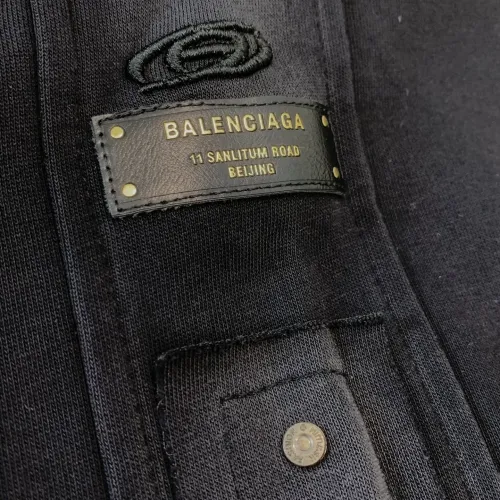 BALENCIAGA
11 SANLITUM ROAD
BEIJING